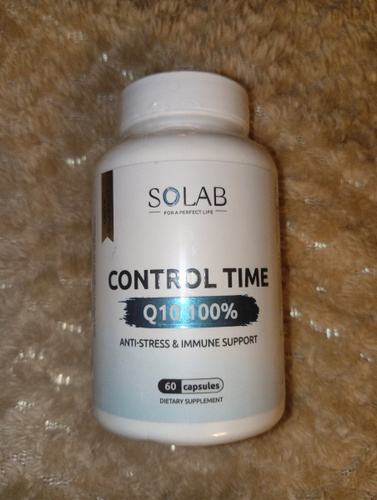 SOLAB
FOR A PERFECT LIFE
CONTROL TIME
Q10 100%
ANTI-STRESS & IMMUNE SUPPORT
60 capsules
DIETARY SUPPLEMENT